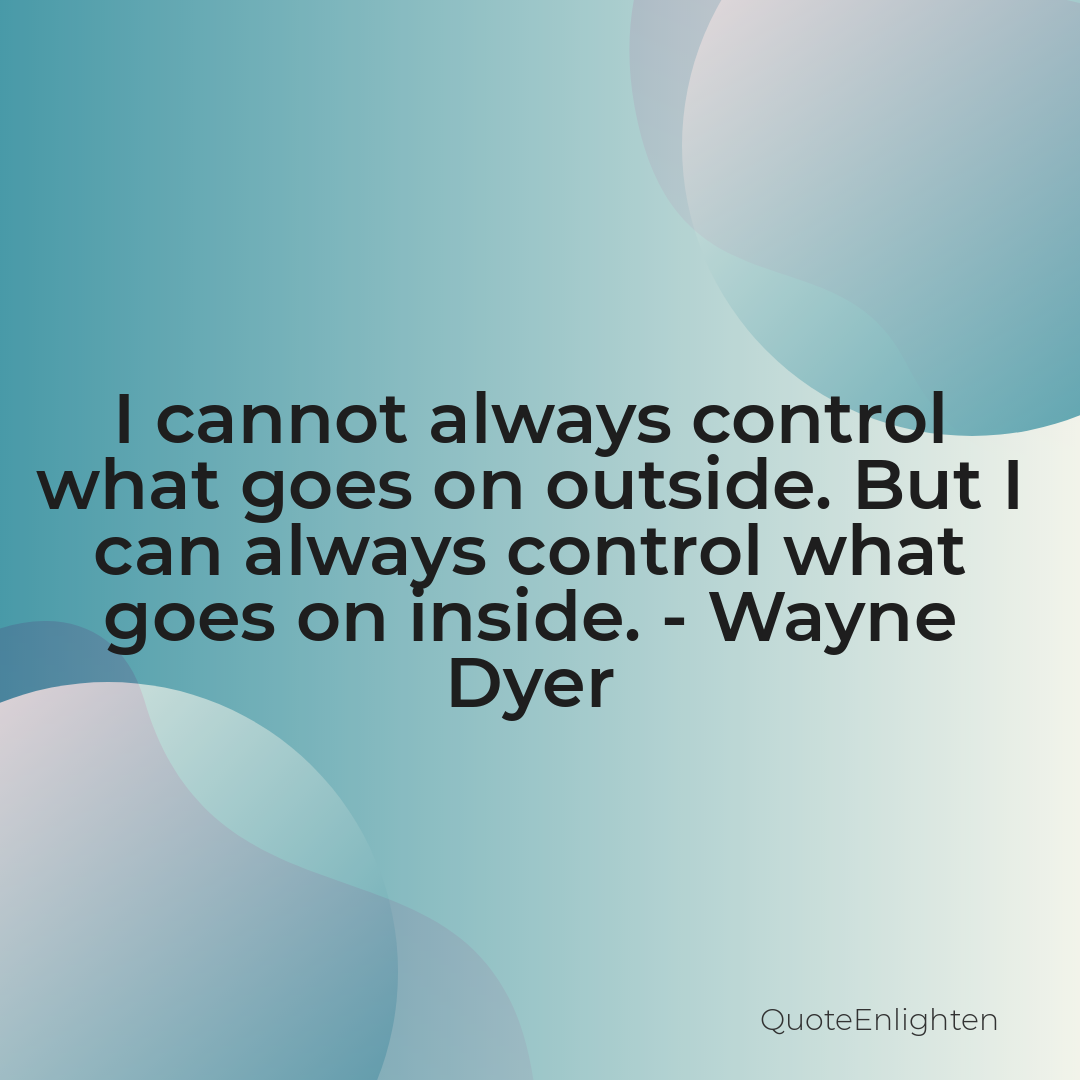 I cannot always control
what goes on outside. But I
can always control what
goes on inside. - Wayne
Dyer
QuoteEnlighten